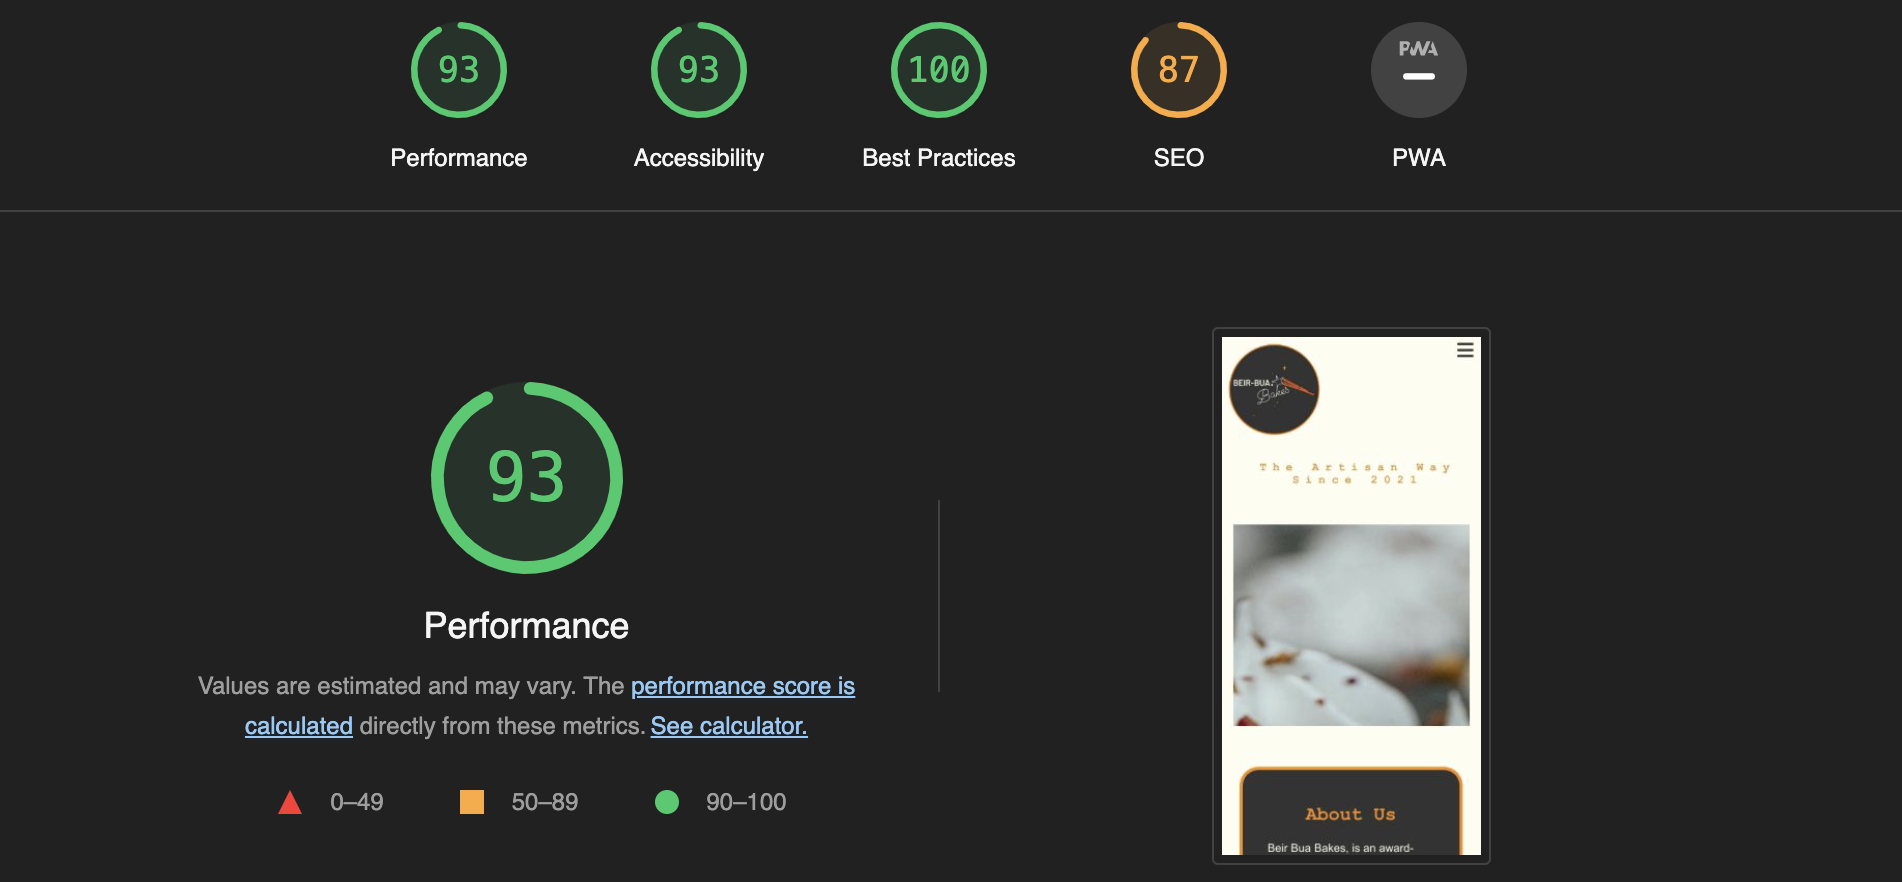 93
93
100
87
PWA
Performance
Accessibility
Best Practices
SEO
PWA
93
Performance
Values are estimated and may vary. The performance score is
calculated directly from these metrics. See calculator.
0–49
50–89
90–100
BEIR-BUA
Bakes
The Artisan Way
Since 2021
About Us
Beir Bua Bakes, is an award-